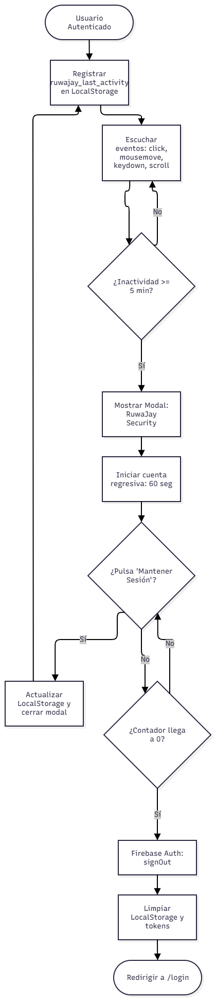 Usuario
Autenticado
Registrar
ruwajay_last_activity
en LocalStorage
Escuchar
eventos: click,
mousemove,
keydown, scroll
No
¿Inactividad >=
5 min?
Sí
Mostrar Modal:
RuwaJay
Security
Iniciar cuenta
regresiva: 60 seg
¿Pulsa 'Mantener
Sesión'?
Sí
No
No
Actualizar
LocalStorage y
cerrar modal
¿Contador llega
a 0?
Sí
Firebase Auth:
signOut
Limpiar
LocalStorage y
tokens
Redirigir a /login